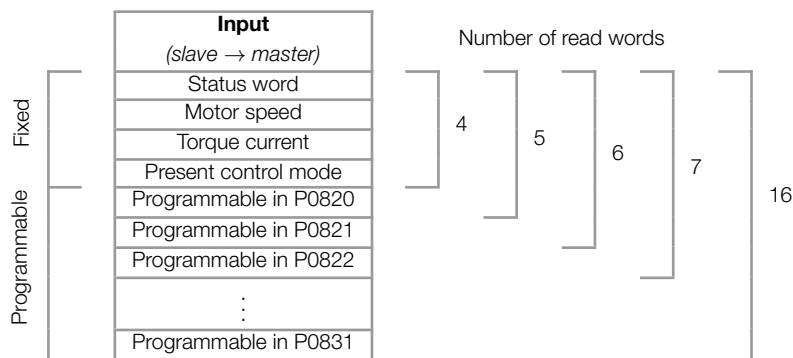 Input
(slave → master)
Number of read words
Fixed
Status word
Motor speed
Torque current
Present control mode
4
5
6
7
16
Programmable
Programmable in P0820
Programmable in P0821
Programmable in P0822
⋮
Programmable in P0831